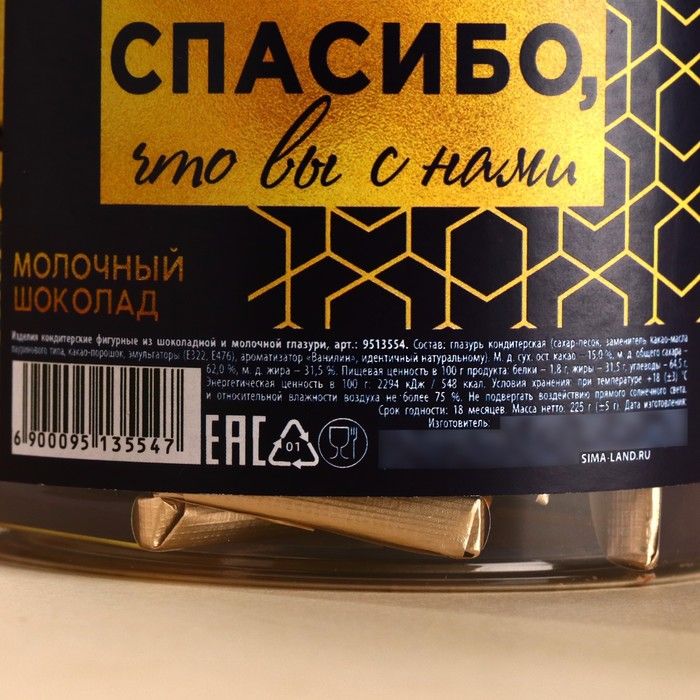 СПАСИБО,
что вы с нами
МОЛОЧНЫЙ
ШОКОЛАД
Изделия кондитерские фигурные из шоколадной и молочной глазури, арт.: 9513554. Состав: глазурь кондитерская (сахар-песок, заменитель какао-масла
лауринового типа, какао-порошок, эмульгаторы (Е322, Е476), ароматизатор «Ванилин», идентичный натуральному). М. д. сух. ост. какао – 15,0 %, м. д. общего сахара –
62,0 %, м. д. жира – 31,5 %. Пищевая ценность в 100 г продукта: белки – 1,8 г, жиры – 31,5 г, углеводы – 64,5 г.
Энергетическая ценность в 100 г: 2294 кДж / 548 ккал. Условия хранения: при температуре +18 (±3) °С
и относительной влажности воздуха не более 75 %. Не подвергать воздействию прямого солнечного света.
Срок годности: 18 месяцев. Масса нетто: 225 г (±5 г). Дата изготовления:
Изготовитель:
6 900095 135547
ЕАС
01
SIMA-LAND.RU